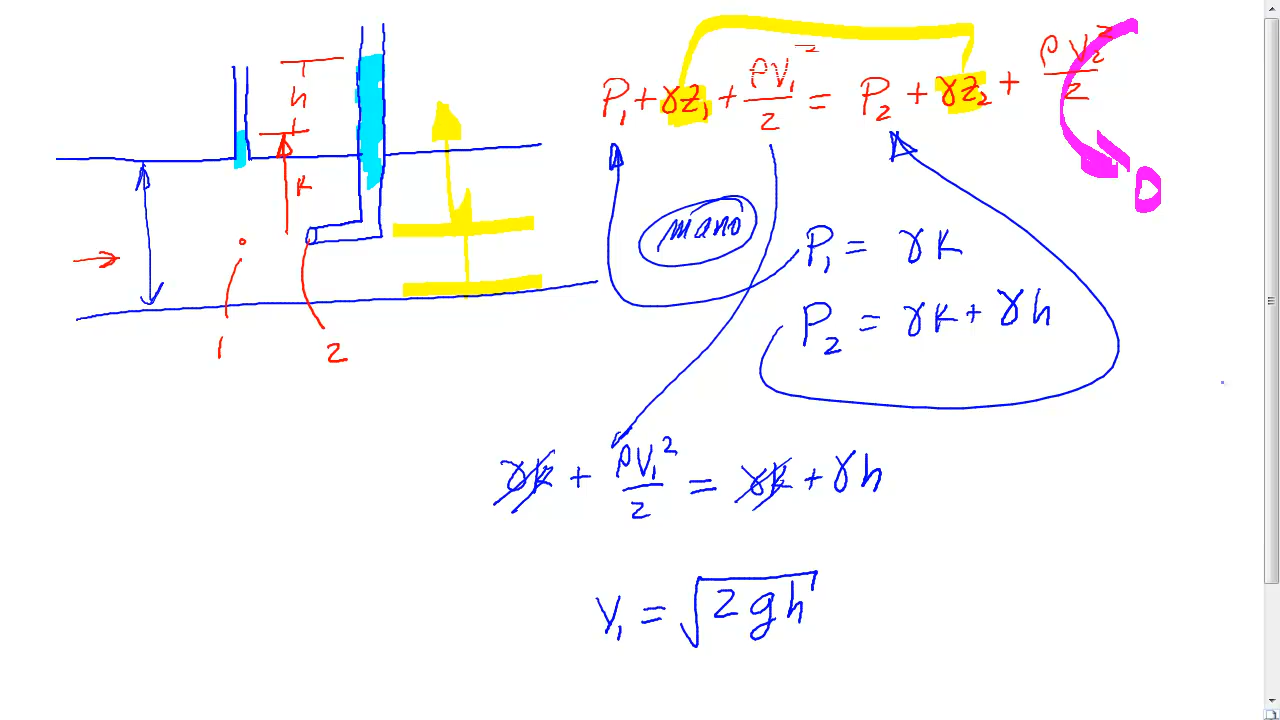 P₁ + γz₁ + ρV₁²/2 = P₂ + γz₂ + ρV₂²/2
0
h
k
mano
P₁ = γk
P₂ = γk + γh
1
2
γk + ρV₁²/2 = γk + γh
V₁ = √2gh